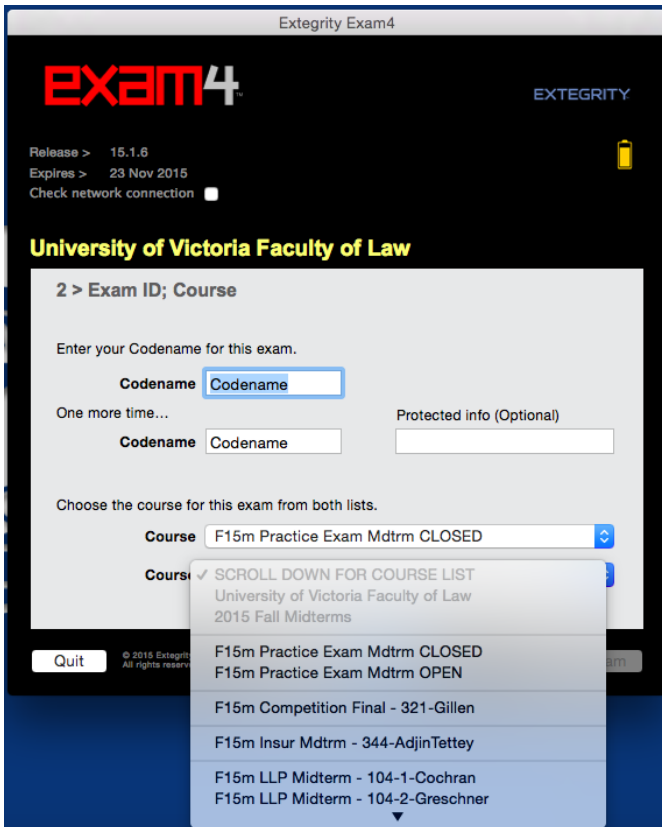 Extegrity Exam4
exam4™
EXTEGRITY
Release > 15.1.6
Expires > 23 Nov 2015
Check network connection
University of Victoria Faculty of Law
2 > Exam ID; Course
Enter your Codename for this exam.
Codename Codename
One more time... Protected info (Optional)
Codename Codename
Choose the course for this exam from both lists.
Course F15m Practice Exam Mdtrm CLOSED
Course ✓ SCROLL DOWN FOR COURSE LIST
University of Victoria Faculty of Law
2015 Fall Midterms
F15m Practice Exam Mdtrm CLOSED
F15m Practice Exam Mdtrm OPEN
F15m Competition Final - 321-Gillen
F15m Insur Mdtrm - 344-AdjinTettey
F15m LLP Midterm - 104-1-Cochran
F15m LLP Midterm - 104-2-Greschner
Quit
© 2015 Extegrity
All rights